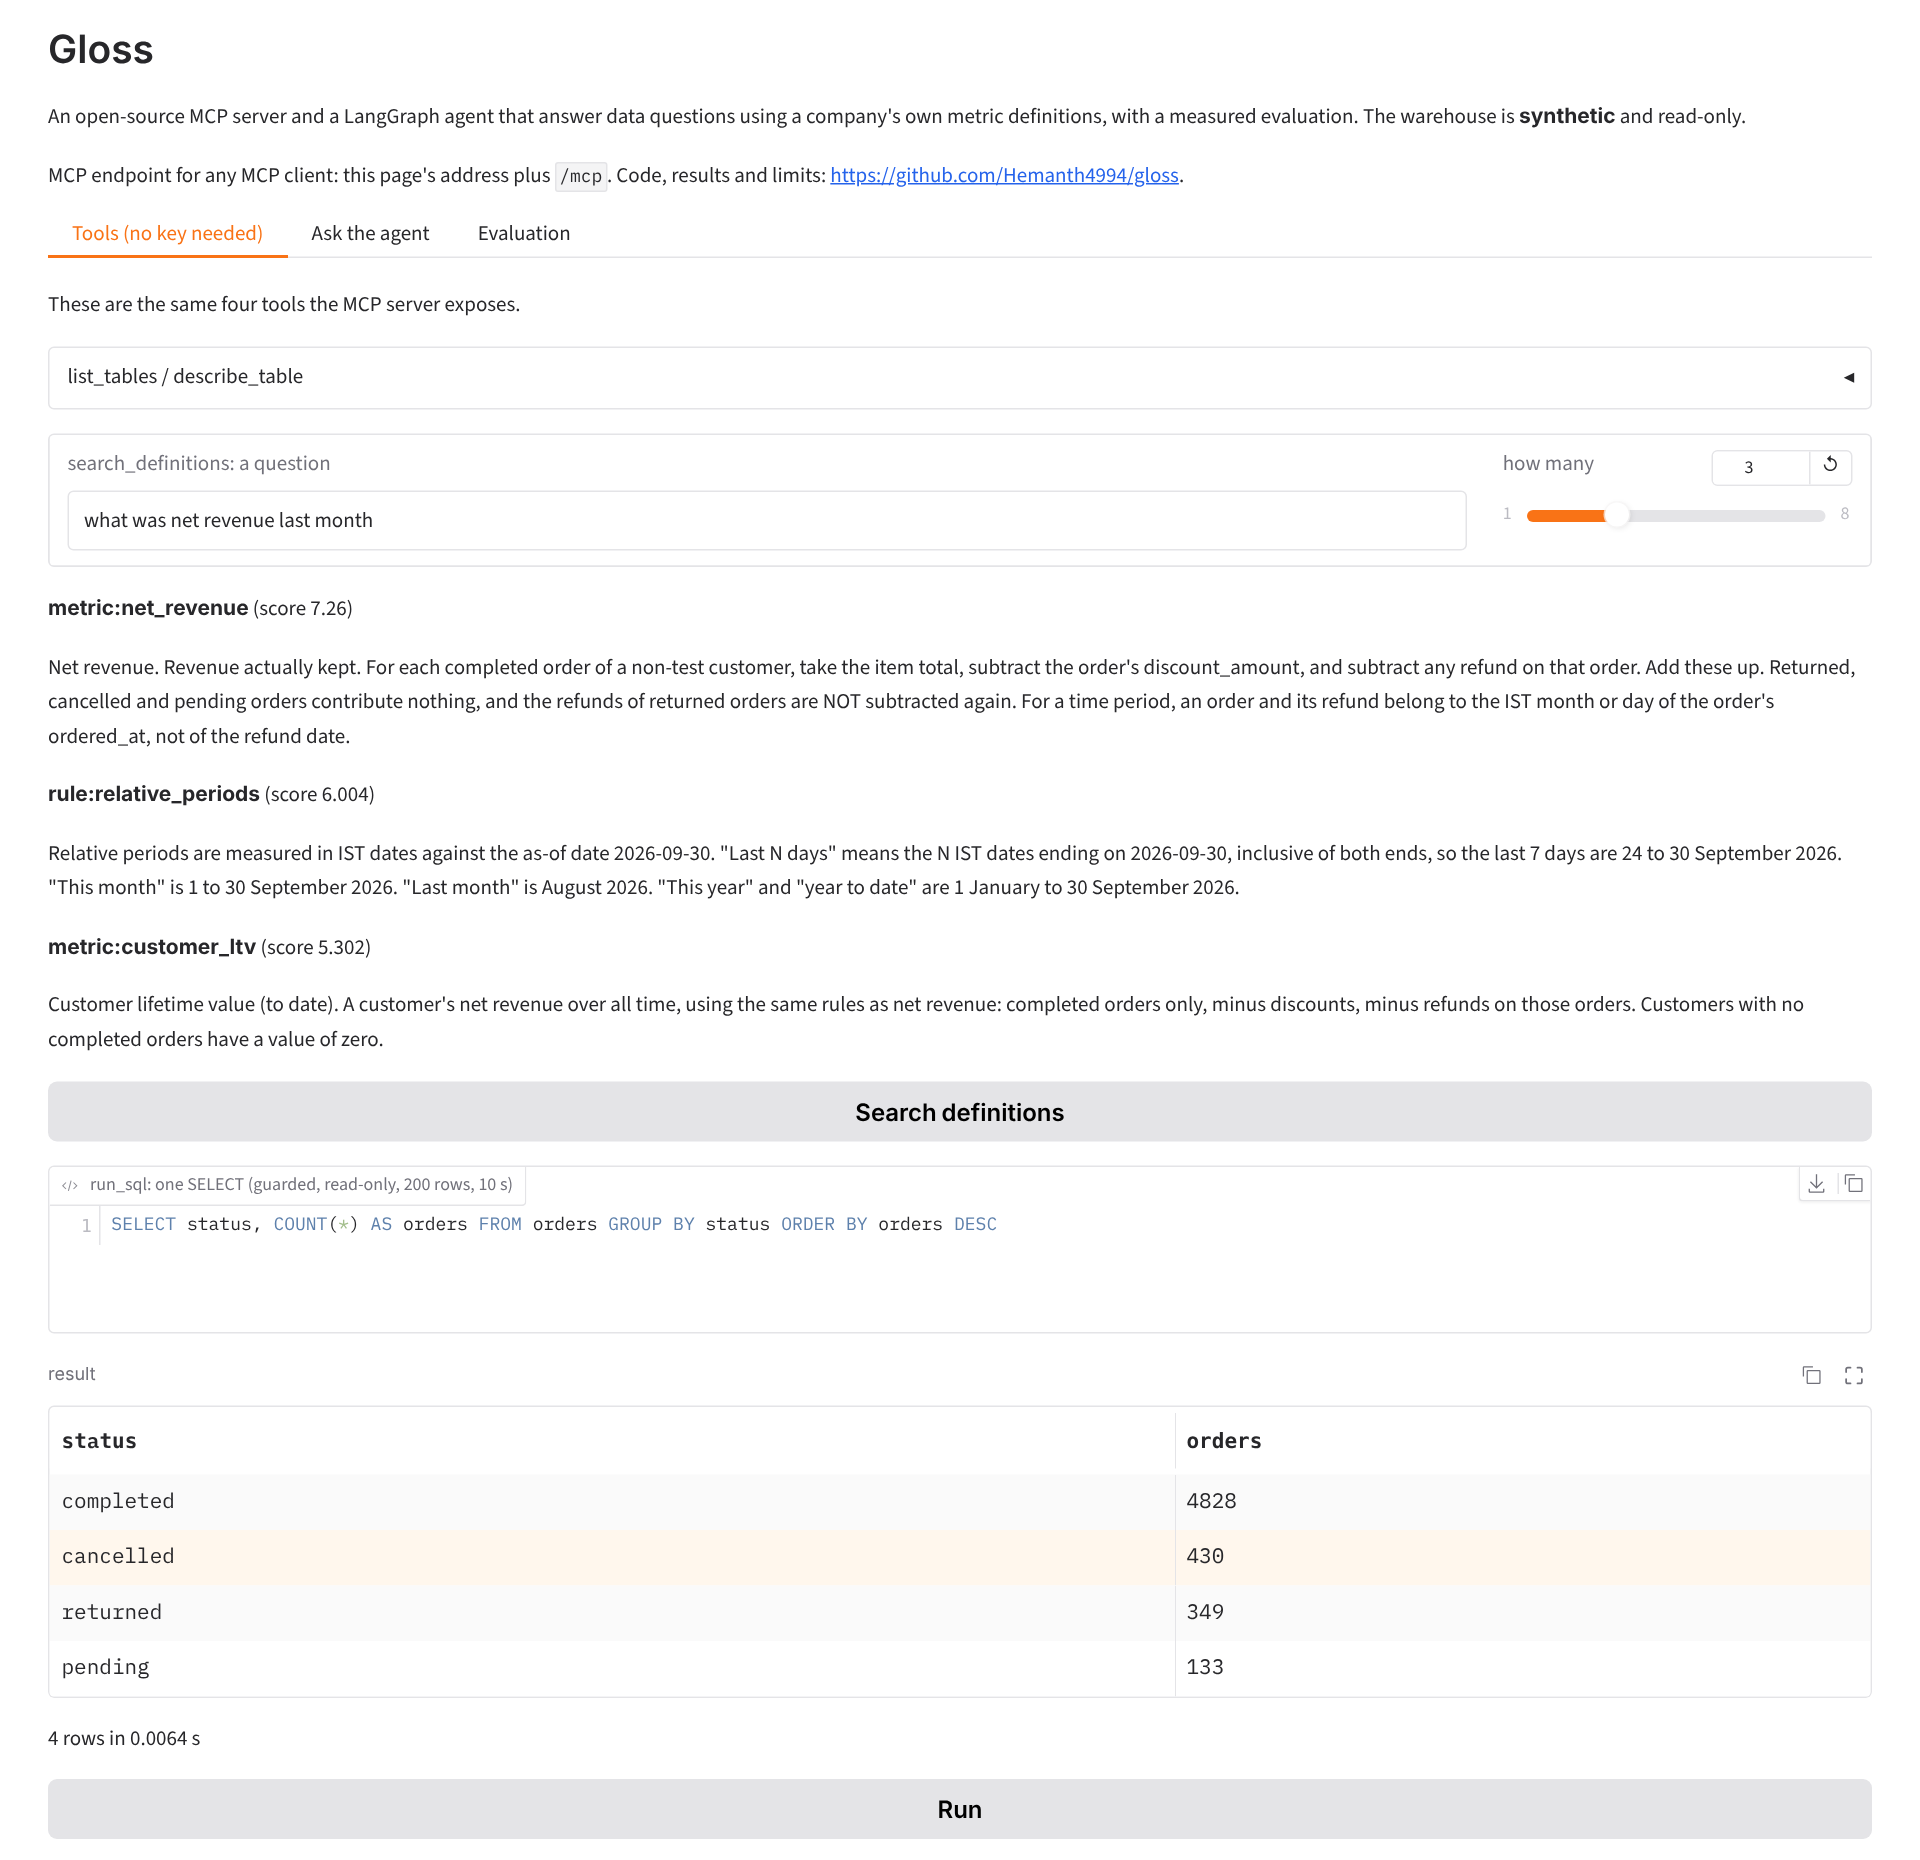 Gloss
An open-source MCP server and a LangGraph agent that answer data questions using a company's own metric definitions, with a measured evaluation. The warehouse is synthetic and read-only.
MCP endpoint for any MCP client: this page's address plus /mcp. Code, results and limits: https://github.com/Hemanth4994/gloss.
Tools (no key needed) Ask the agent Evaluation
These are the same four tools the MCP server exposes.
list_tables / describe_table ◀
search_definitions: a question
how many 3
what was net revenue last month
1 8
metric:net_revenue (score 7.26)
Net revenue. Revenue actually kept. For each completed order of a non-test customer, take the item total, subtract the order's discount_amount, and subtract any refund on that order. Add these up. Returned,
cancelled and pending orders contribute nothing, and the refunds of returned orders are NOT subtracted again. For a time period, an order and its refund belong to the IST month or day of the order's
ordered_at, not of the refund date.
rule:relative_periods (score 6.004)
Relative periods are measured in IST dates against the as-of date 2026-09-30. "Last N days" means the N IST dates ending on 2026-09-30, inclusive of both ends, so the last 7 days are 24 to 30 September 2026.
"This month" is 1 to 30 September 2026. "Last month" is August 2026. "This year" and "year to date" are 1 January to 30 September 2026.
metric:customer_ltv (score 5.302)
Customer lifetime value (to date). A customer's net revenue over all time, using the same rules as net revenue: completed orders only, minus discounts, minus refunds on those orders. Customers with no
completed orders have a value of zero.
Search definitions
</> run_sql: one SELECT (guarded, read-only, 200 rows, 10 s)
1 SELECT status, COUNT(*) AS orders FROM orders GROUP BY status ORDER BY orders DESC
result
status orders
completed 4828
cancelled 430
returned 349
pending 133
4 rows in 0.0064 s
Run